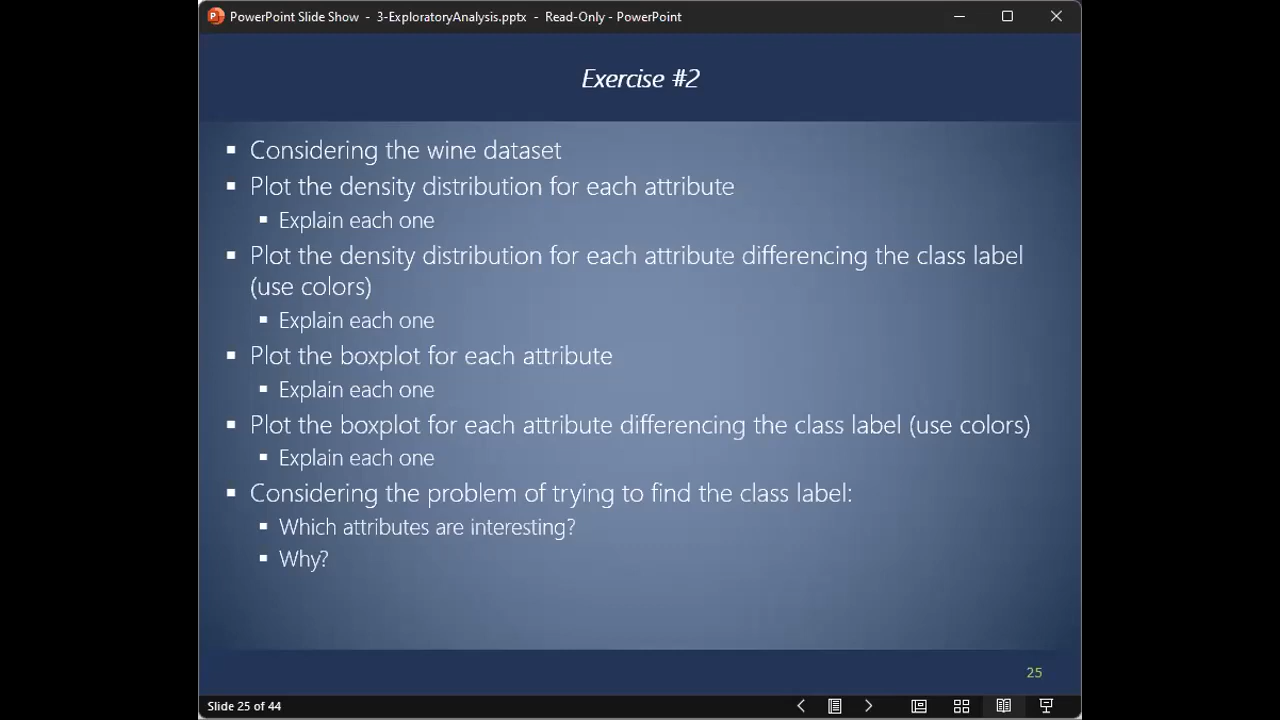 PowerPoint Slide Show - 3-ExploratoryAnalysis.pptx - Read-Only - PowerPoint
Exercise #2
▪ Considering the wine dataset
▪ Plot the density distribution for each attribute
▪ Explain each one
▪ Plot the density distribution for each attribute differencing the class label
(use colors)
▪ Explain each one
▪ Plot the boxplot for each attribute
▪ Explain each one
▪ Plot the boxplot for each attribute differencing the class label (use colors)
▪ Explain each one
▪ Considering the problem of trying to find the class label:
▪ Which attributes are interesting?
▪ Why?
25
Slide 25 of 44